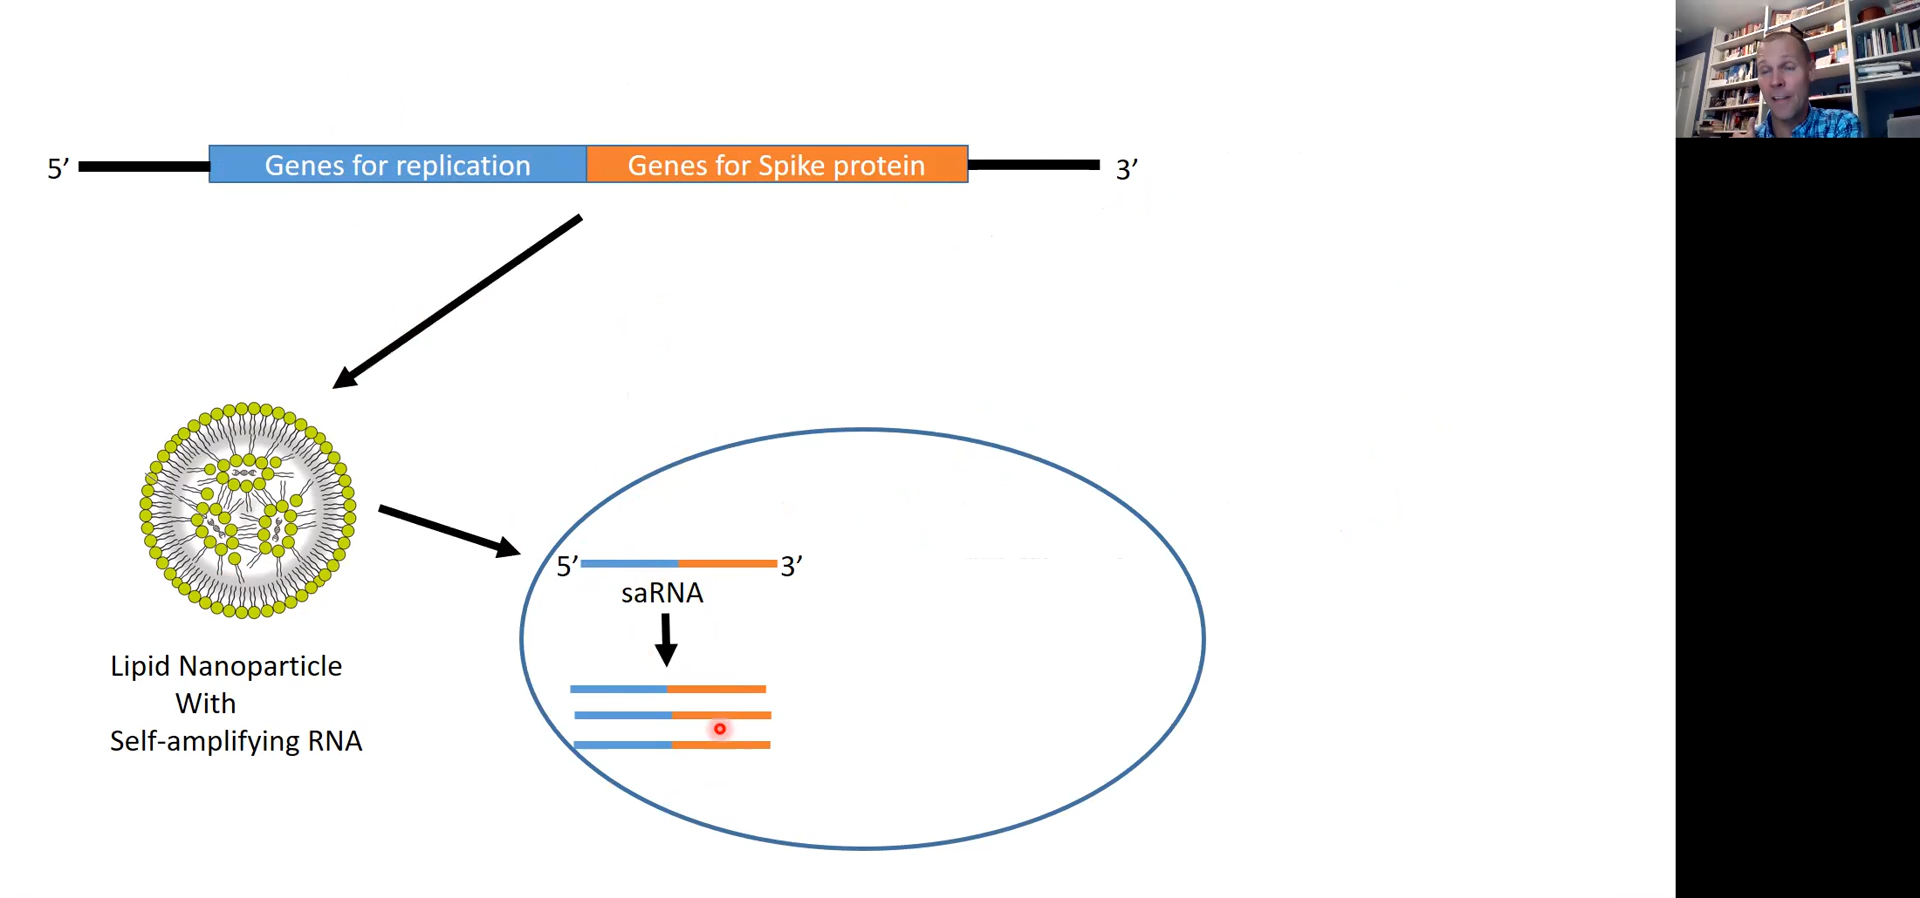 5’ Genes for replication Genes for Spike protein 3’
5’ 3’
saRNA
Lipid Nanoparticle
With
Self-amplifying RNA